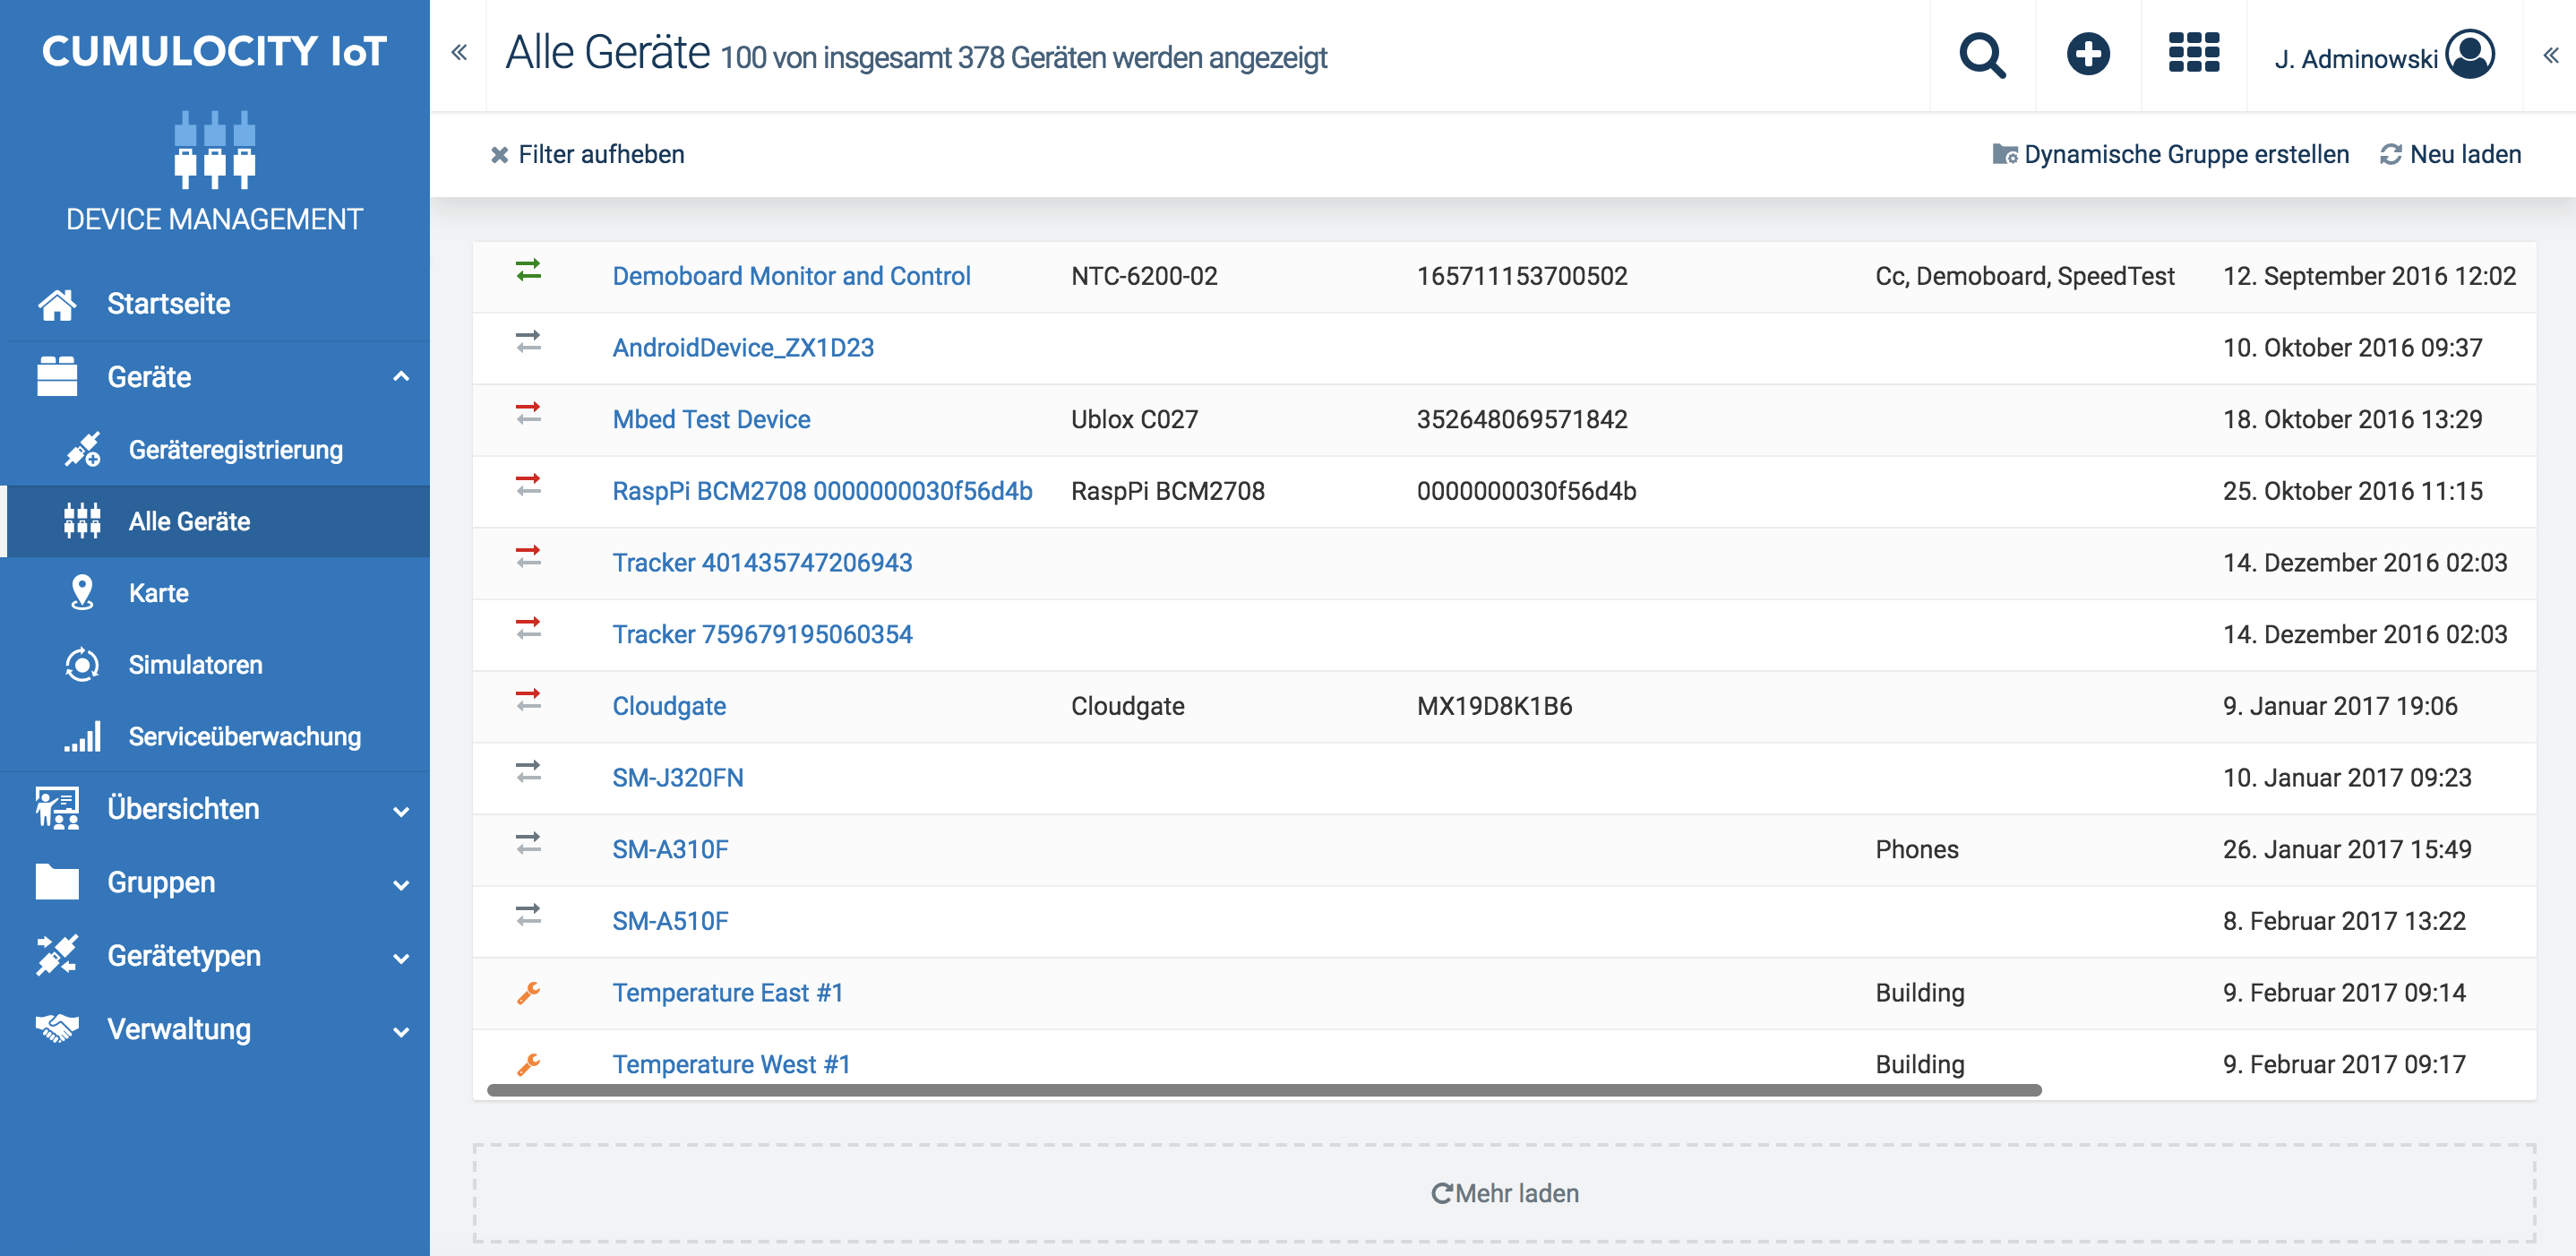 CUMULOCITY IoT
DEVICE MANAGEMENT
Startseite
Geräte
Geräteregistrierung
Alle Geräte
Karte
Simulatoren
Serviceüberwachung
Übersichten
Gruppen
Gerätetypen
Verwaltung
Alle Geräte 100 von insgesamt 378 Geräten werden angezeigt
J. Adminowski
Filter aufheben
Dynamische Gruppe erstellen
Neu laden
Demoboard Monitor and Control NTC-6200-02 165711153700502 Cc, Demoboard, SpeedTest 12. September 2016 12:02
AndroidDevice_ZX1D23 10. Oktober 2016 09:37
Mbed Test Device Ublox C027 352648069571842 18. Oktober 2016 13:29
RaspPi BCM2708 0000000030f56d4b RaspPi BCM2708 0000000030f56d4b 25. Oktober 2016 11:15
Tracker 401435747206943 14. Dezember 2016 02:03
Tracker 759679195060354 14. Dezember 2016 02:03
Cloudgate Cloudgate MX19D8K1B6 9. Januar 2017 19:06
SM-J320FN 10. Januar 2017 09:23
SM-A310F Phones 26. Januar 2017 15:49
SM-A510F 8. Februar 2017 13:22
Temperature East #1 Building 9. Februar 2017 09:14
Temperature West #1 Building 9. Februar 2017 09:17
Mehr laden